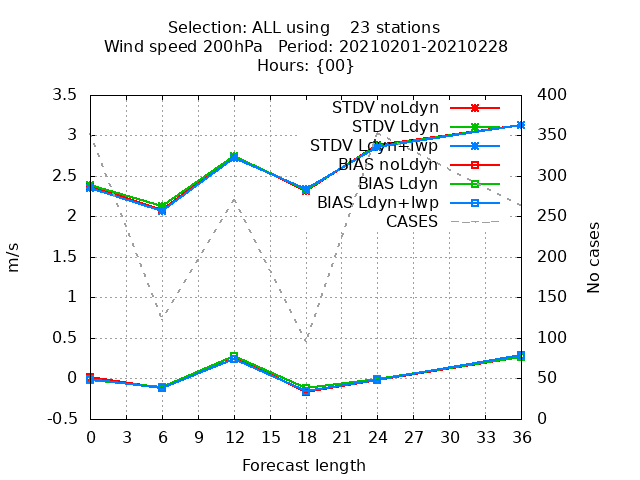 Selection: ALL using    23 stations
Wind speed 200hPa   Period: 20210201-20210228
Hours: {00}
STDV noLdyn
STDV Ldyn
STDV Ldyn+lwp
BIAS noLdyn
BIAS Ldyn
BIAS Ldyn+lwp
CASES
3.5
3
2.5
2
1.5
1
0.5
0
-0.5
m/s
400
350
300
250
200
150
100
50
0
No cases
0 3 6 9 12 15 18 21 24 27 30 33 36
Forecast length